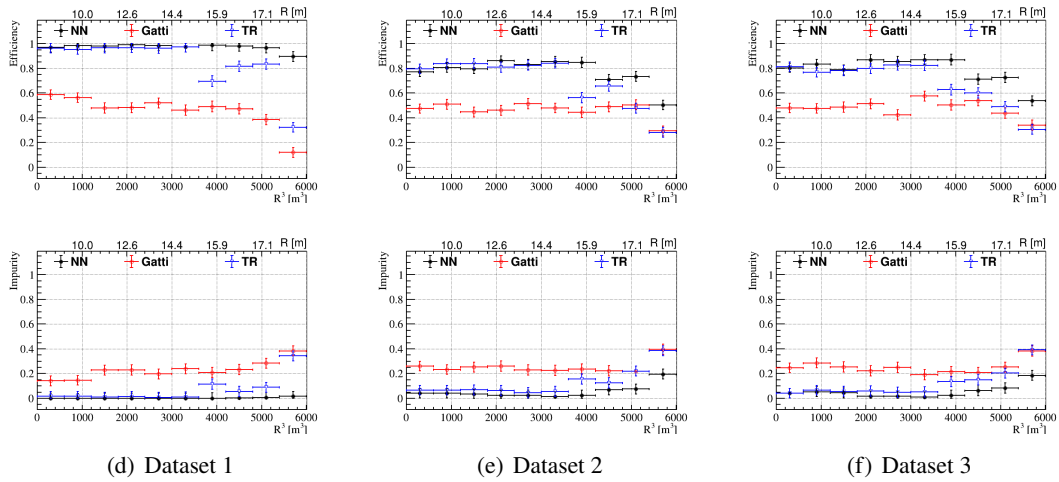 10.0 12.6 14.4 15.9 17.1 R [m]
Efficiency
NN Gatti TR
1
0.8
0.6
0.4
0.2
0
0 1000 2000 3000 4000 5000 6000
R³ [m³]
10.0 12.6 14.4 15.9 17.1 R [m]
Efficiency
NN Gatti TR
1
0.8
0.6
0.4
0.2
0
0 1000 2000 3000 4000 5000 6000
R³ [m³]
10.0 12.6 14.4 15.9 17.1 R [m]
Efficiency
NN Gatti TR
1
0.8
0.6
0.4
0.2
0
0 1000 2000 3000 4000 5000 6000
R³ [m³]
10.0 12.6 14.4 15.9 17.1 R [m]
Impurity
NN Gatti TR
1
0.8
0.6
0.4
0.2
0
0 1000 2000 3000 4000 5000 6000
R³ [m³]
10.0 12.6 14.4 15.9 17.1 R [m]
Impurity
NN Gatti TR
1
0.8
0.6
0.4
0.2
0
0 1000 2000 3000 4000 5000 6000
R³ [m³]
10.0 12.6 14.4 15.9 17.1 R [m]
Impurity
NN Gatti TR
1
0.8
0.6
0.4
0.2
0
0 1000 2000 3000 4000 5000 6000
R³ [m³]
(d) Dataset 1
(e) Dataset 2
(f) Dataset 3